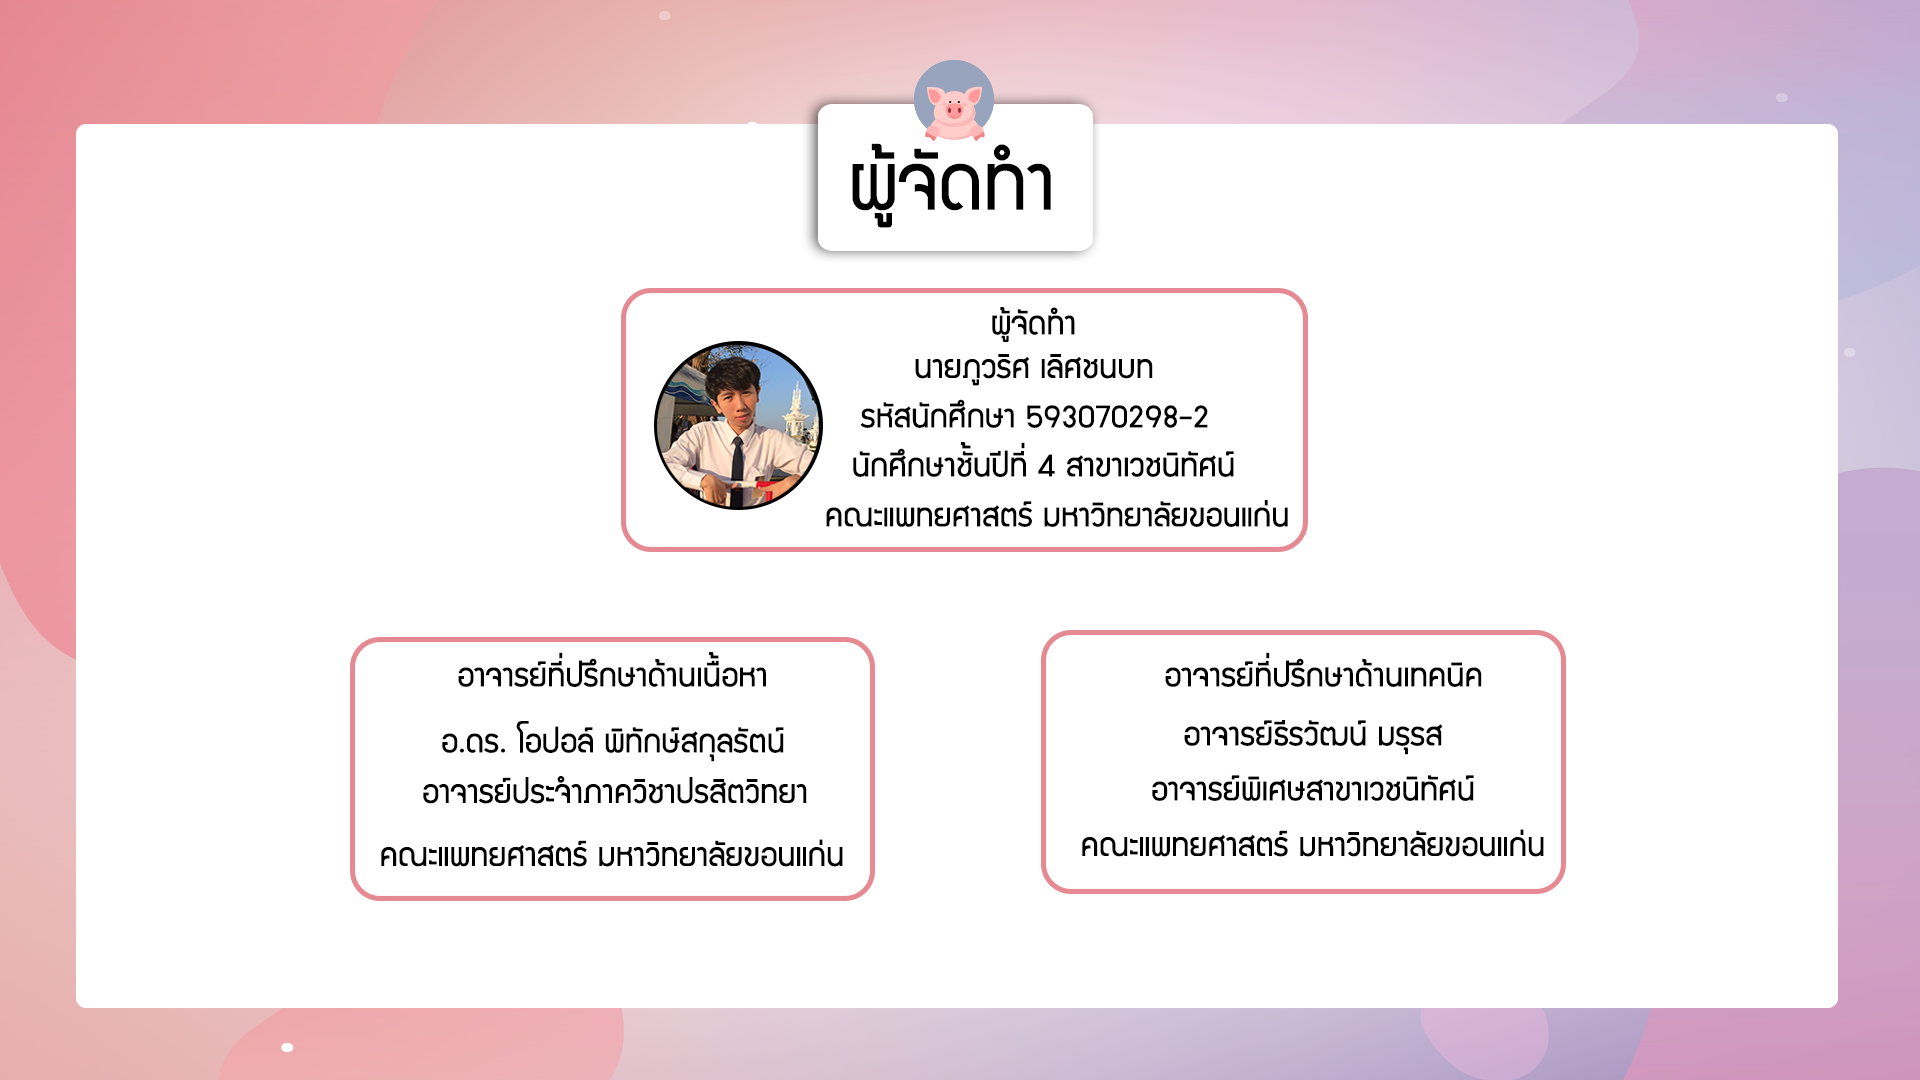 ผู้จัดทำ
ผู้จัดทำ
นายภูวริศ เลิศชนบท
รหัสนักศึกษา 593070298-2
นักศึกษาชั้นปีที่ 4 สาขาเวชนิทัศน์
คณะแพทยศาสตร์ มหาวิทยาลัยขอนแก่น
อาจารย์ที่ปรึกษาด้านเนื้อหา
อ.ดร. โอปอล์ พิทักษ์สกุลรัตน์
อาจารย์ประจำภาควิชาปรสิตวิทยา
คณะแพทยศาสตร์ มหาวิทยาลัยขอนแก่น
อาจารย์ที่ปรึกษาด้านเทคนิค
อาจารย์ธีรวัฒน์ มรุรส
อาจารย์พิเศษสาขาเวชนิทัศน์
คณะแพทยศาสตร์ มหาวิทยาลัยขอนแก่น